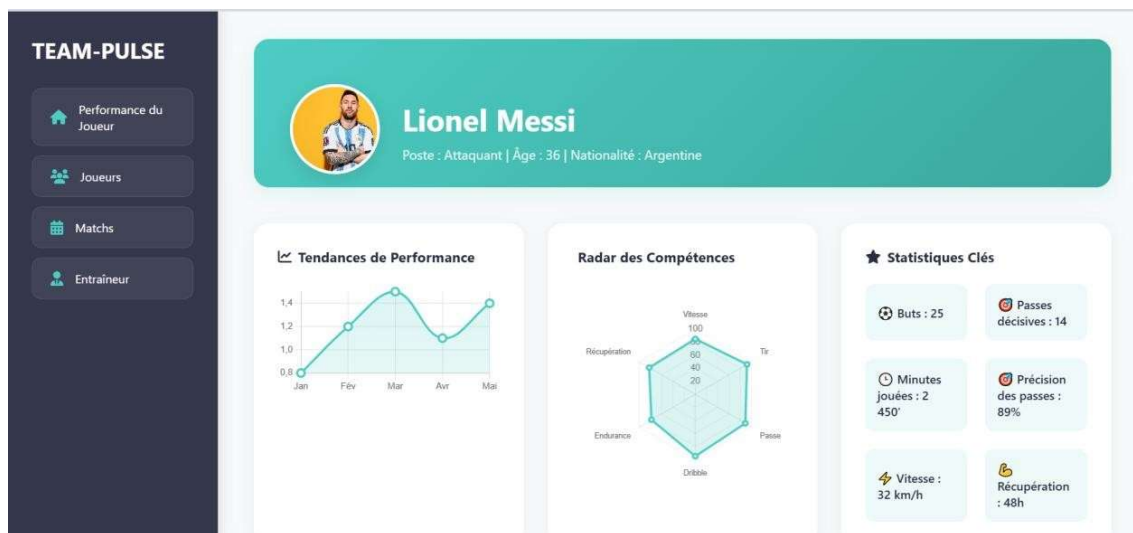 TEAM-PULSE
Performance du
Joueur
Joueurs
Matchs
Entraîneur
Lionel Messi
Poste : Attaquant | Âge : 36 | Nationalité : Argentine
Tendances de Performance
1,4
1,2
1,0
0,8
Jan Fév Mar Avr Mai
Radar des Compétences
Vitesse
100
80
60
40
20
Récupération
Tir
Endurance
Passe
Dribble
Statistiques Clés
Buts : 25
Passes
décisives : 14
Minutes
jouées : 2
450'
Précision
des passes :
89%
Vitesse :
32 km/h
Récupération
: 48h